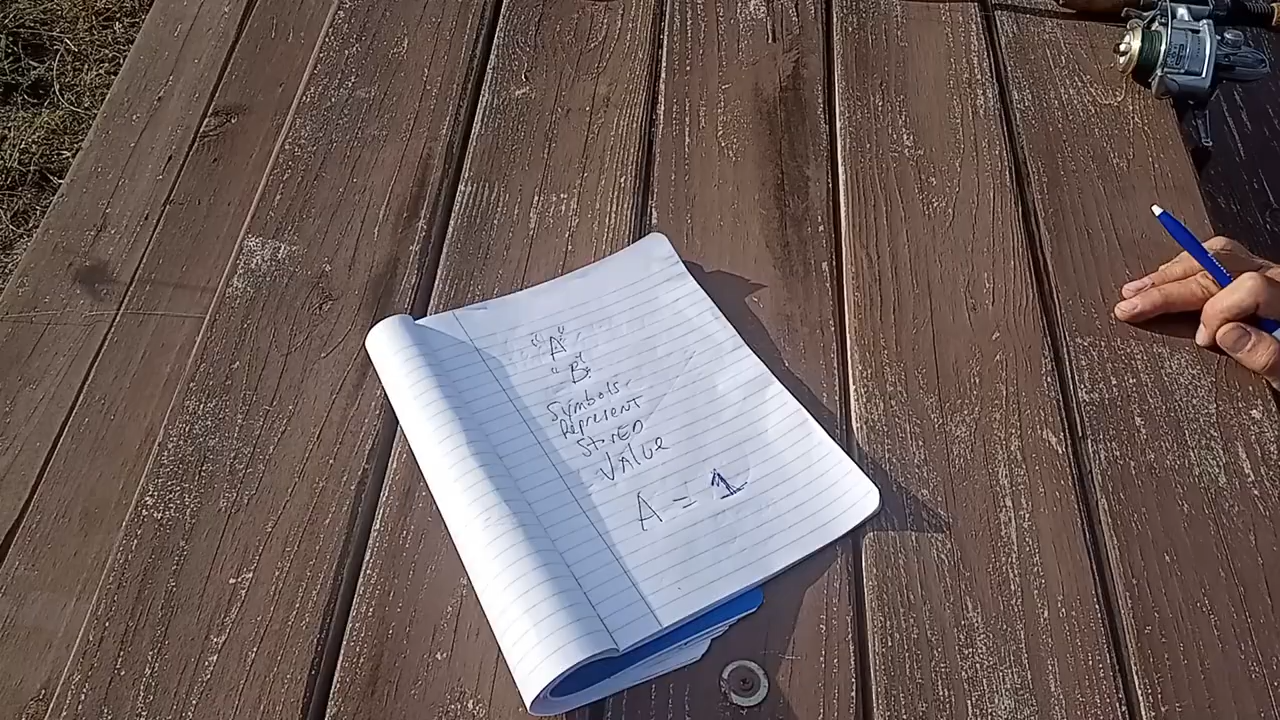 "A"
"B"
Symbols
Represent
StorED
VALUE
A = 1